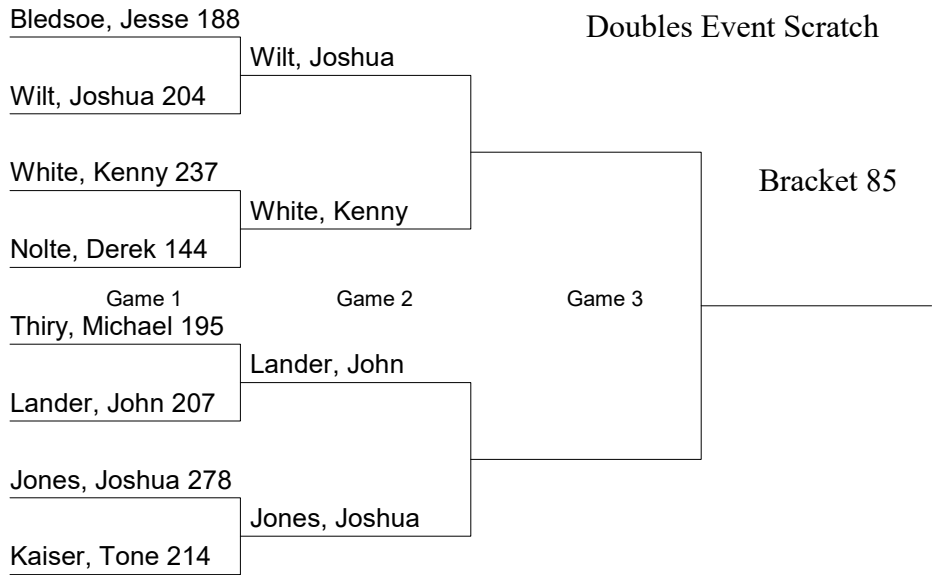 Bledsoe, Jesse 188
Doubles Event Scratch
Wilt, Joshua
Wilt, Joshua 204
White, Kenny 237
Bracket 85
White, Kenny
Nolte, Derek 144
Game 1
Game 2
Game 3
Thiry, Michael 195
Lander, John
Lander, John 207
Jones, Joshua 278
Jones, Joshua
Kaiser, Tone 214